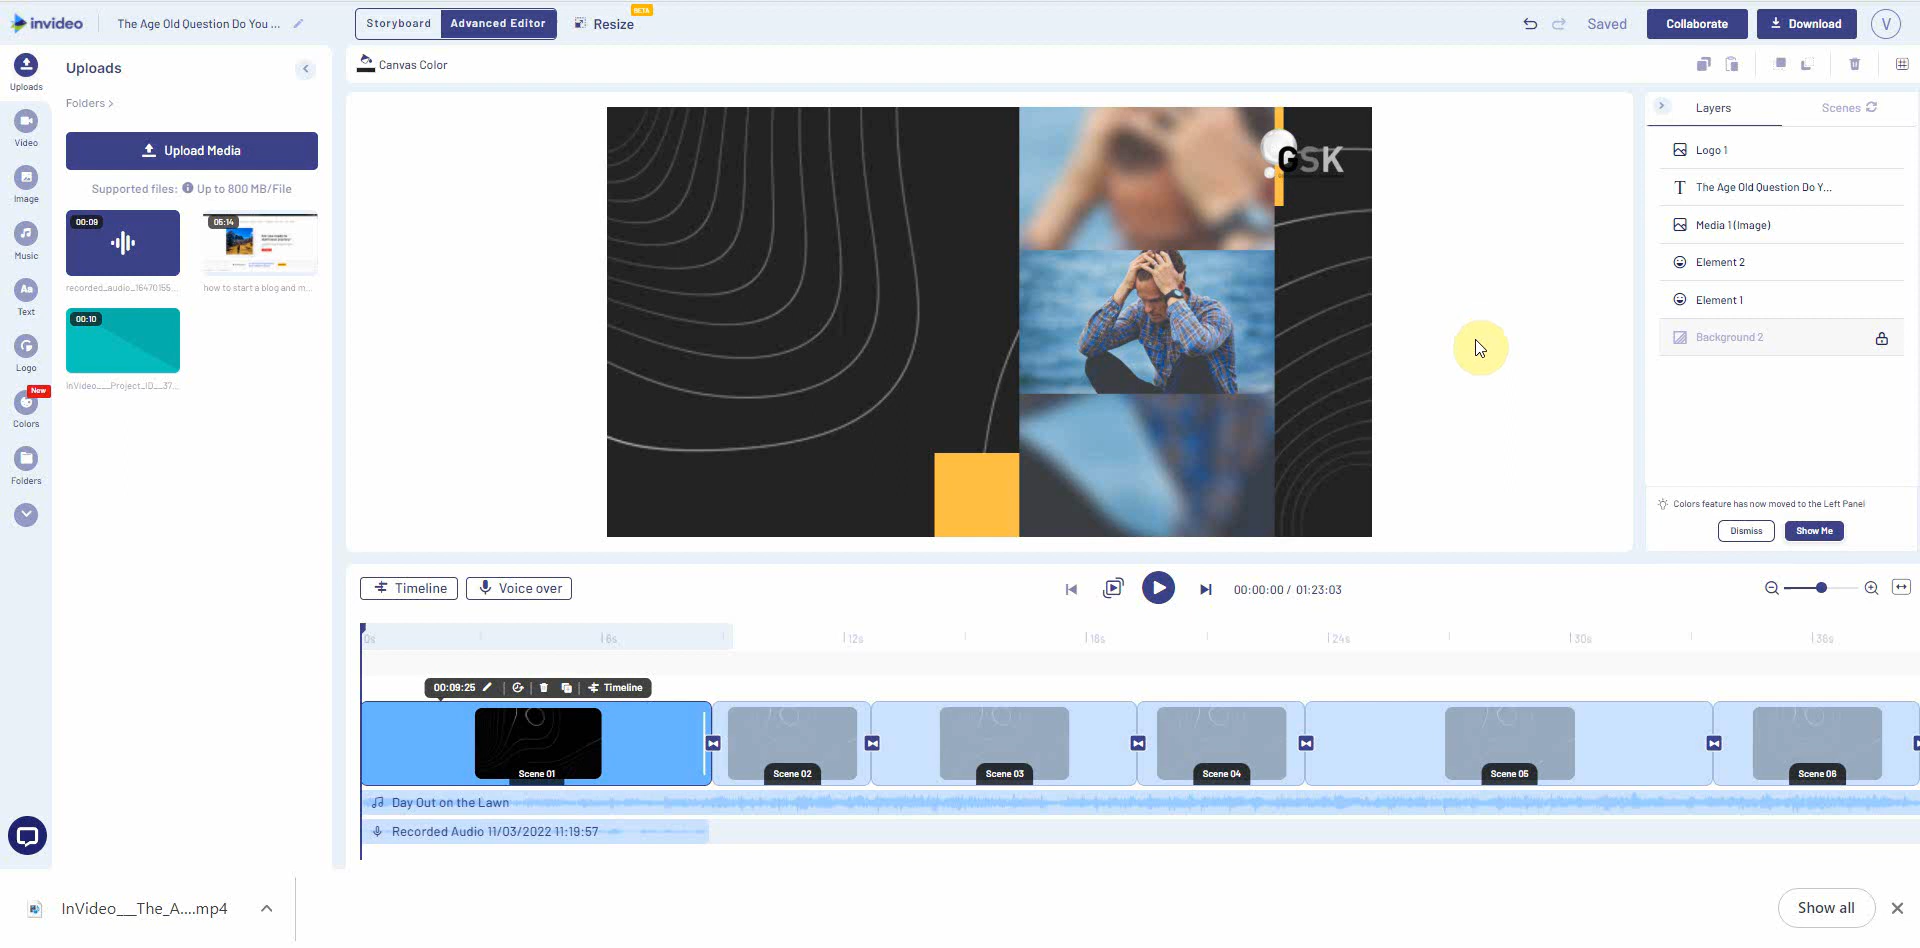 invideo
The Age Old Question Do You ...
Storyboard
Advanced Editor
Resize
BETA
Saved
Collaborate
Download
V
Canvas Color
Uploads
Video
Image
Music
Aa
Text
Logo
New
Colors
Folders
Uploads
Folders >
Upload Media
Supported files: Up to 800 MB/File
00:09
05:14
recorded_audio_16470155...
how to start a blog and m...
00:10
InVideo___Project_ID__37...
GSK
Layers
Scenes
Logo 1
T The Age Old Question Do Y...
Media 1 (Image)
Element 2
Element 1
Background 2
Colors feature has now moved to the Left Panel
Dismiss
Show Me
Timeline
Voice over
00:00:00 / 01:23:03
0s
6s
12s
18s
24s
30s
36s
00:09:25
Timeline
Scene 01
Scene 02
Scene 03
Scene 04
Scene 05
Scene 06
Day Out on the Lawn
Recorded Audio 11/03/2022 11:19:57
InVideo___The_A....mp4
Show all